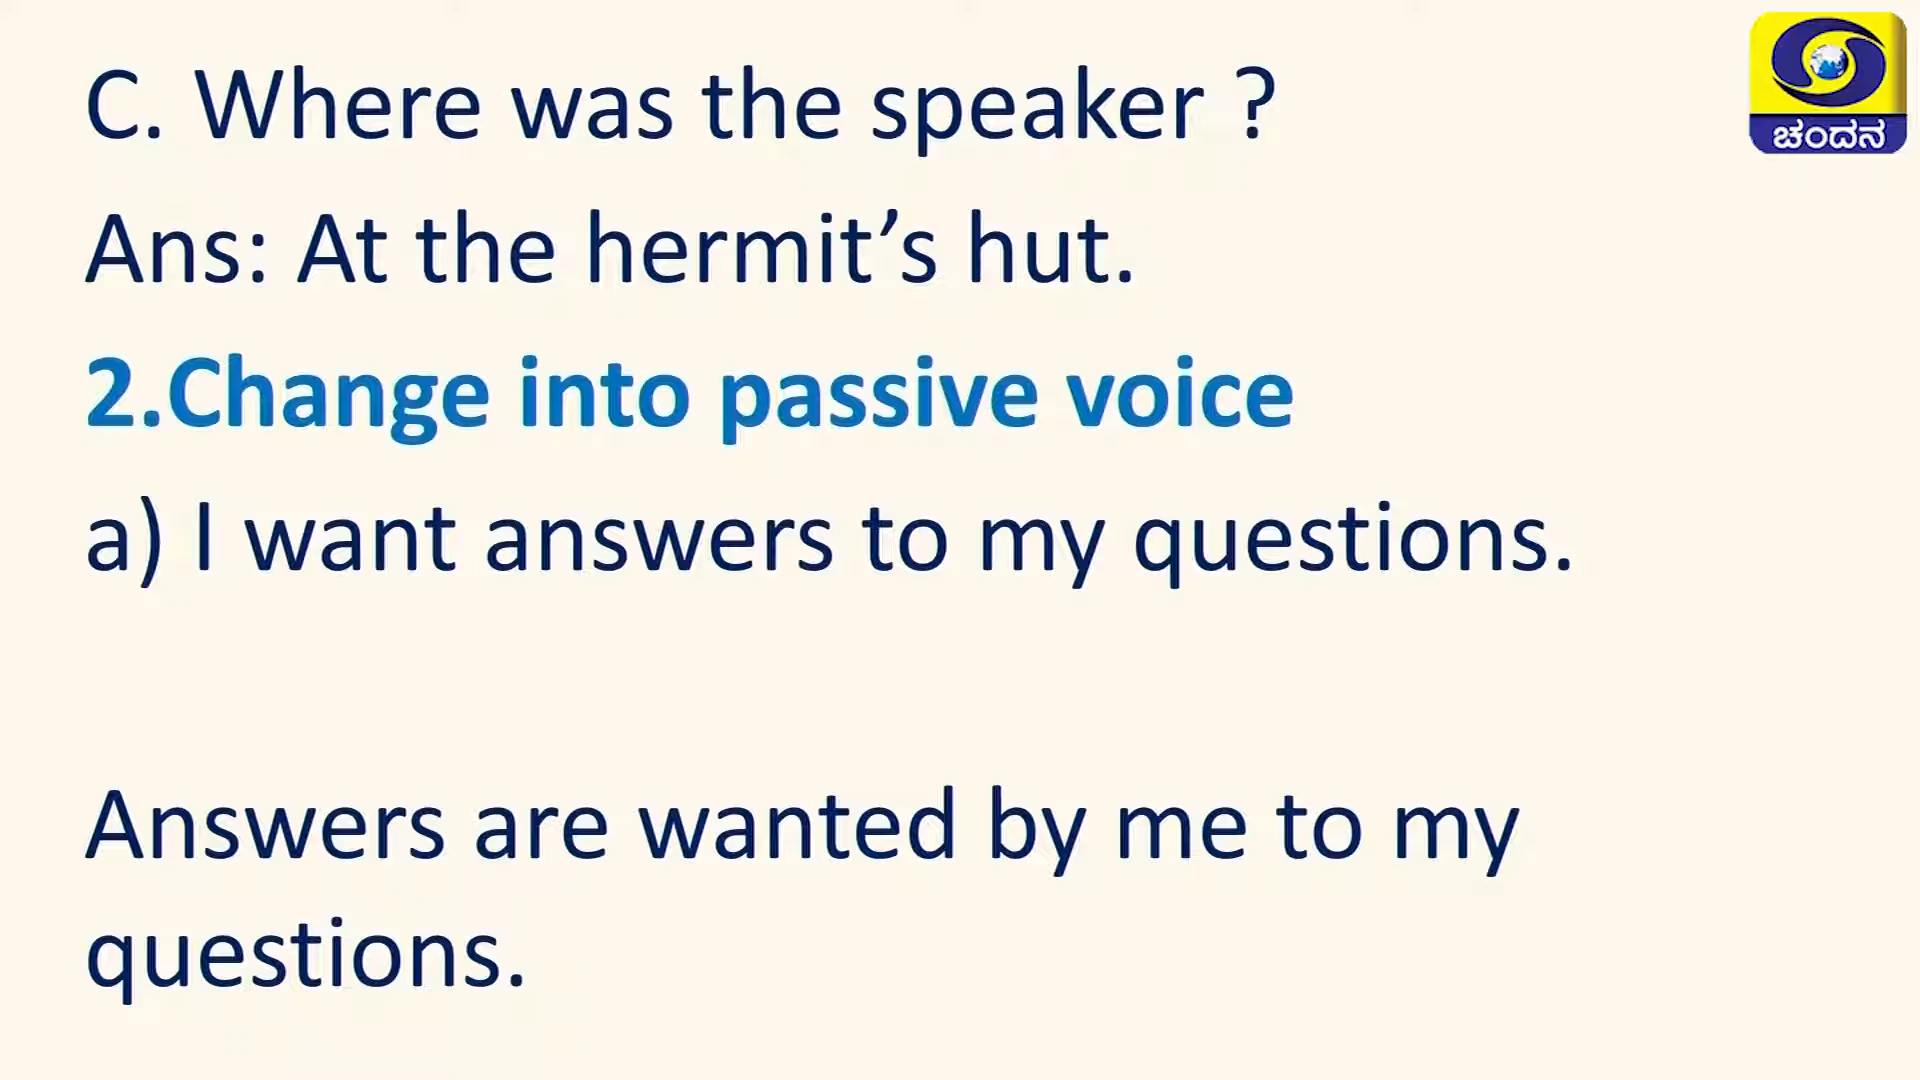 C. Where was the speaker ?
ಚಂದನ
Ans: At the hermit’s hut.
2.Change into passive voice
a) I want answers to my questions.
Answers are wanted by me to my
questions.